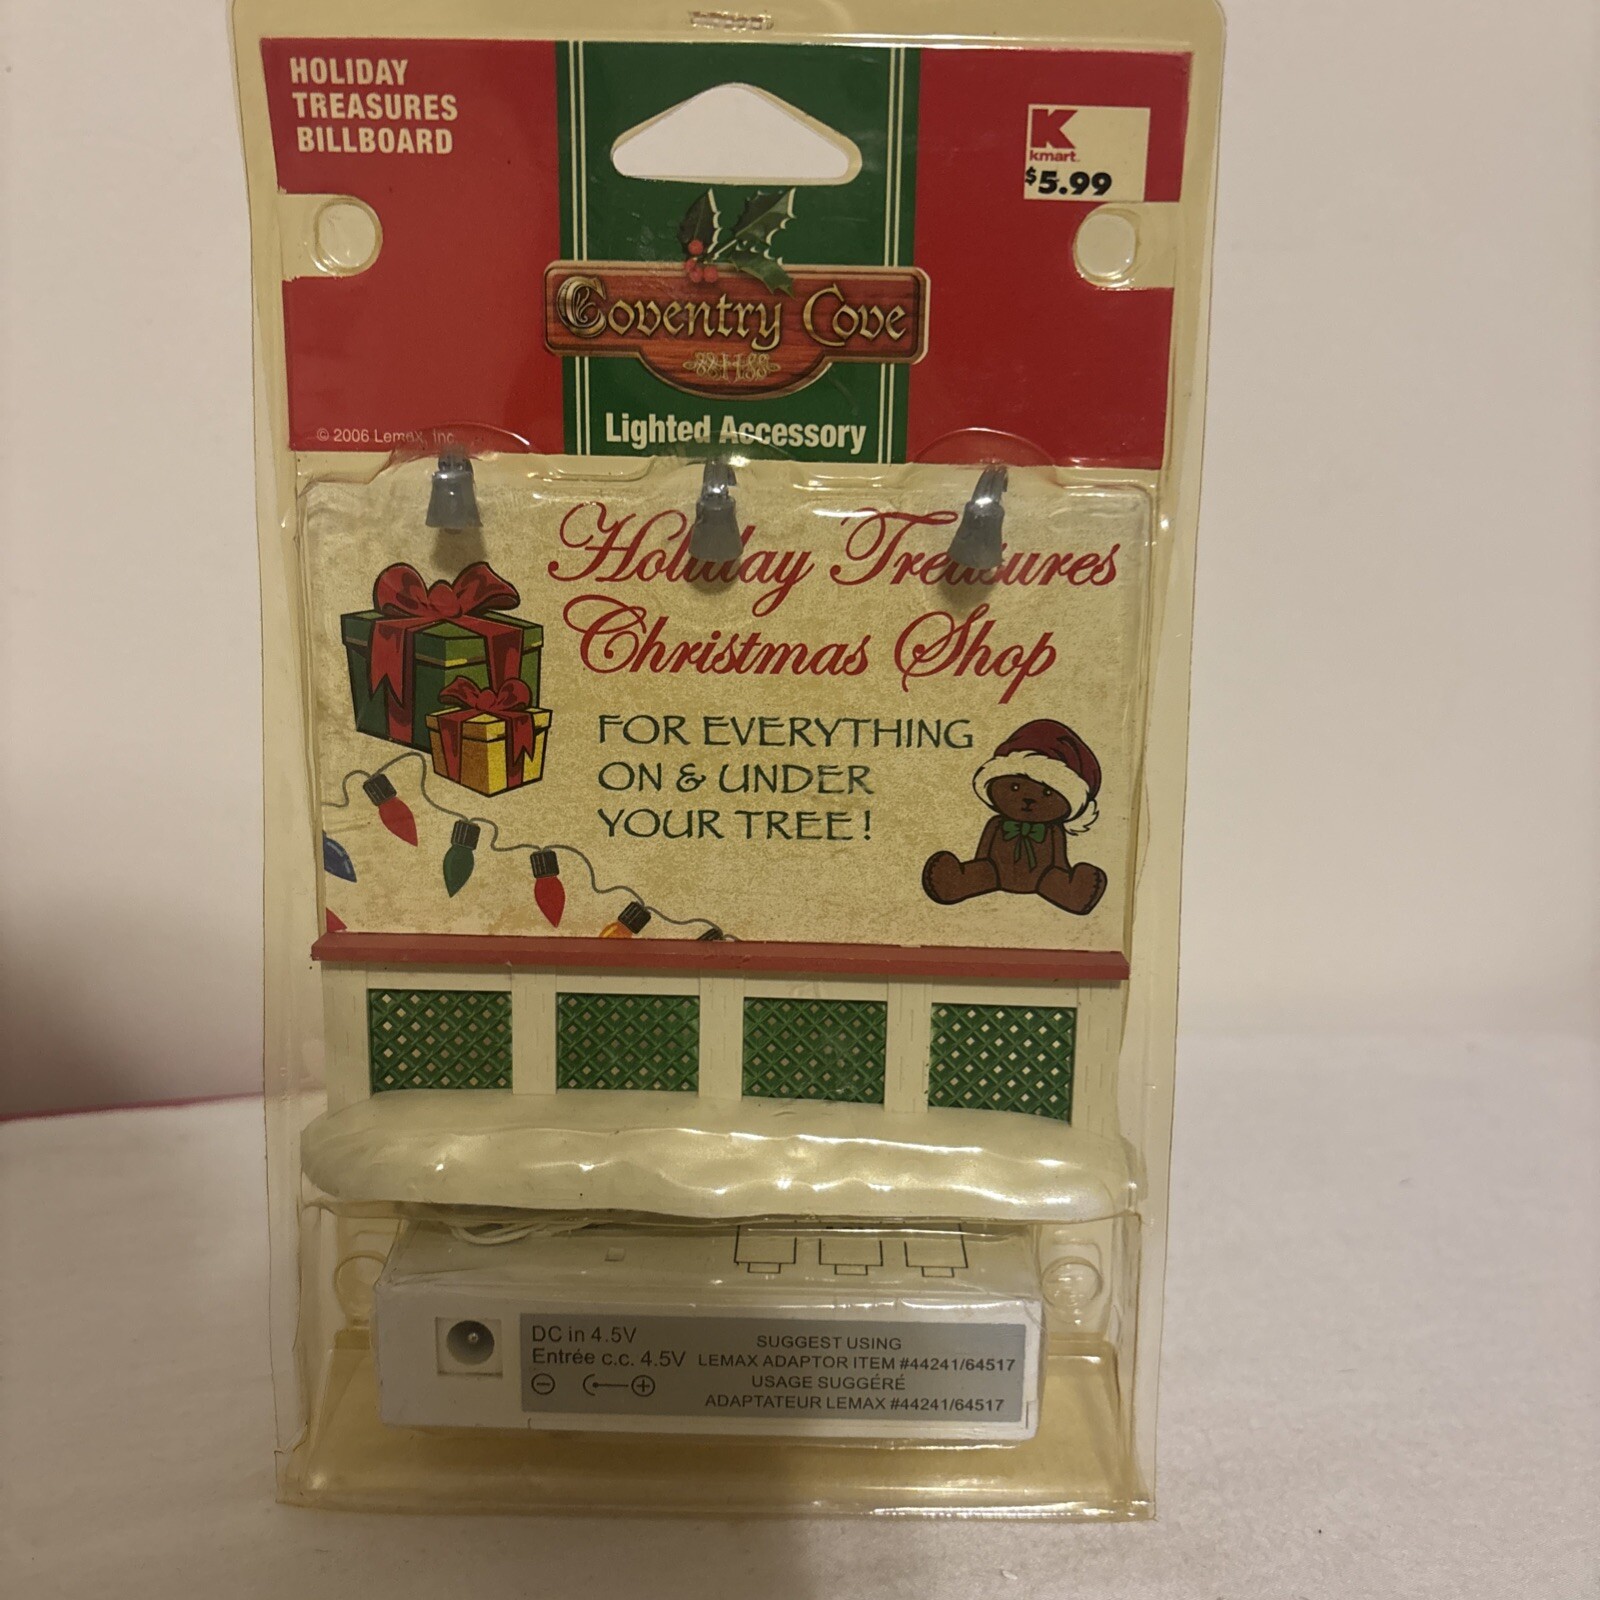 HOLIDAY
TREASURES
BILLBOARD
K
kmart
$5.99
Coventry Cove
© 2006 Lemax, Inc.
Lighted Accessory
Holiday Treasures
Christmas Shop
FOR EVERYTHING
ON & UNDER
YOUR TREE!
DC in 4.5V
Entrée c.c. 4.5V
SUGGEST USING
LEMAX ADAPTOR ITEM #44241/64517
USAGE SUGGÉRÉ
ADAPTATEUR LEMAX #44241/64517